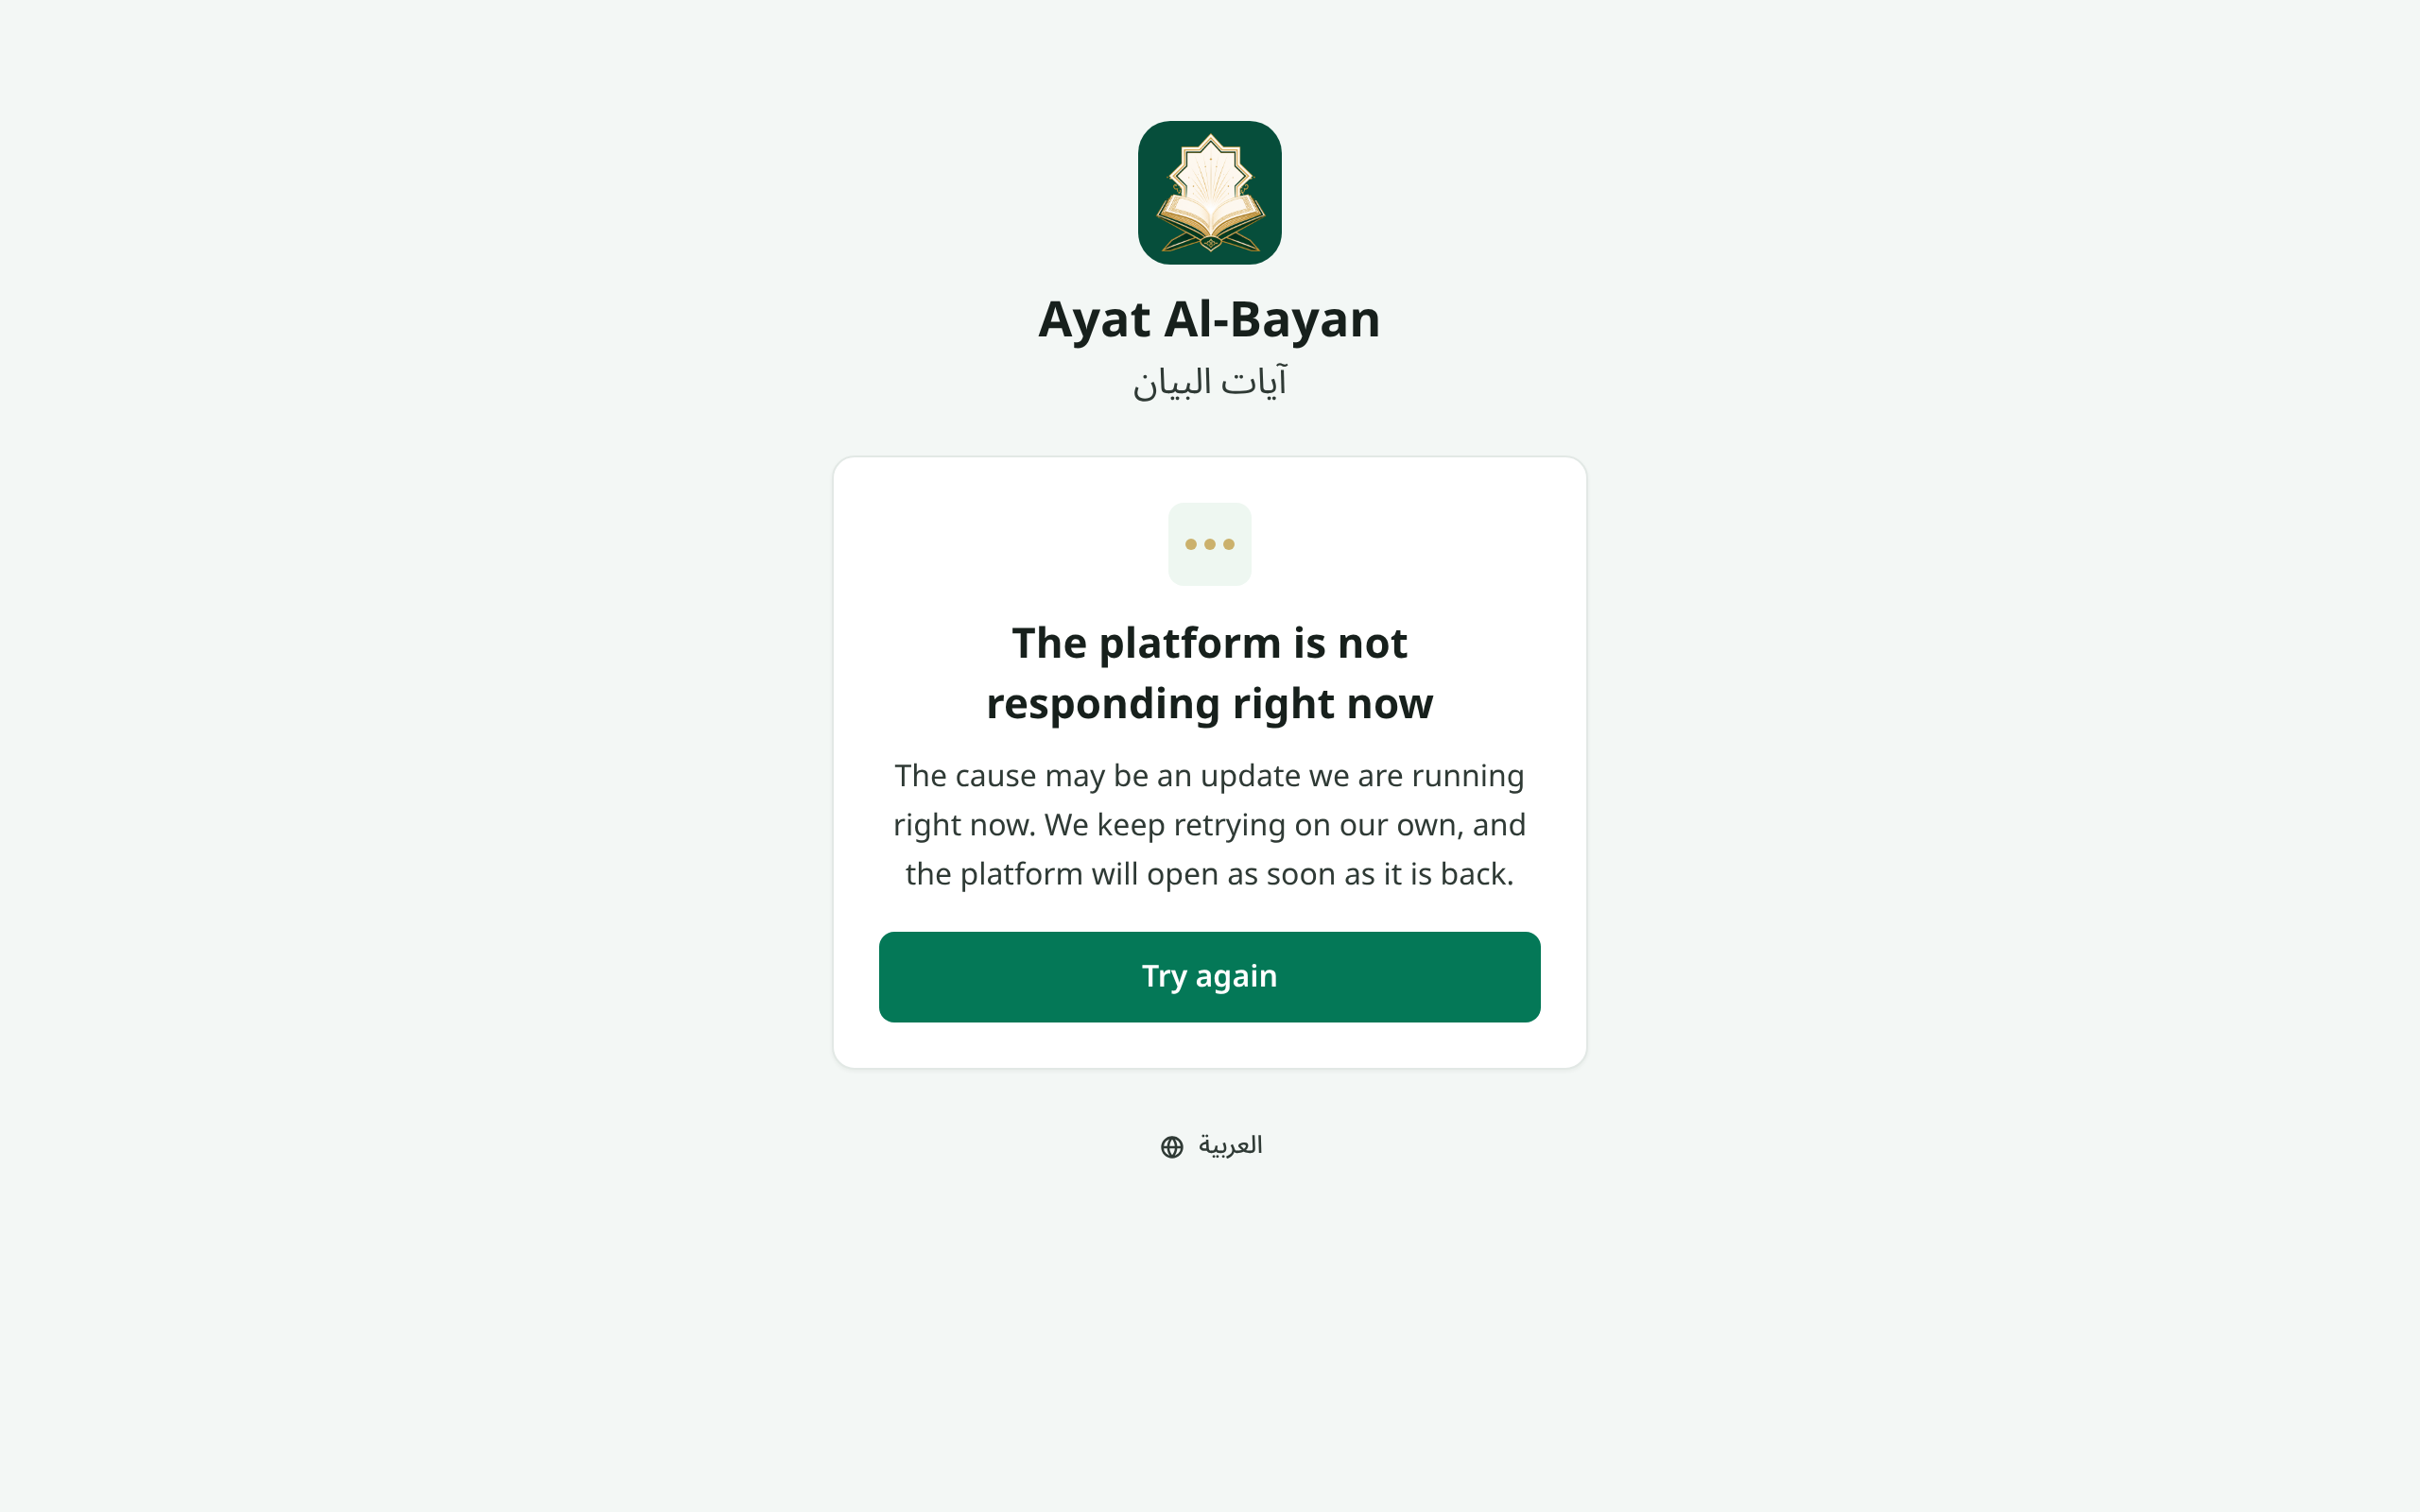 Ayat Al-Bayan
آيات البيان
The platform is not
responding right now
The cause may be an update we are running
right now. We keep retrying on our own, and
the platform will open as soon as it is back.
Try again
العربية